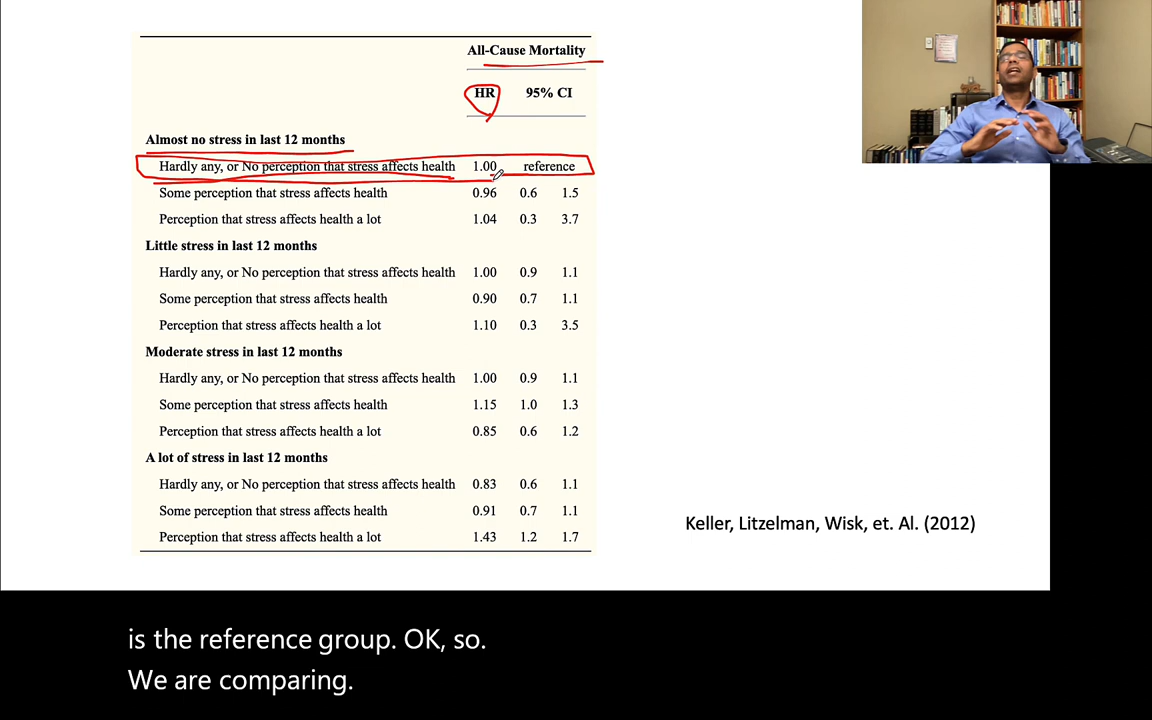 All-Cause Mortality
HR 95% CI
Almost no stress in last 12 months
Hardly any, or No perception that stress affects health 1.00 reference
Some perception that stress affects health 0.96 0.6 1.5
Perception that stress affects health a lot 1.04 0.3 3.7
Little stress in last 12 months
Hardly any, or No perception that stress affects health 1.00 0.9 1.1
Some perception that stress affects health 0.90 0.7 1.1
Perception that stress affects health a lot 1.10 0.3 3.5
Moderate stress in last 12 months
Hardly any, or No perception that stress affects health 1.00 0.9 1.1
Some perception that stress affects health 1.15 1.0 1.3
Perception that stress affects health a lot 0.85 0.6 1.2
A lot of stress in last 12 months
Hardly any, or No perception that stress affects health 0.83 0.6 1.1
Some perception that stress affects health 0.91 0.7 1.1
Perception that stress affects health a lot 1.43 1.2 1.7
Keller, Litzelman, Wisk, et. Al. (2012)
is the reference group. OK, so.
We are comparing.